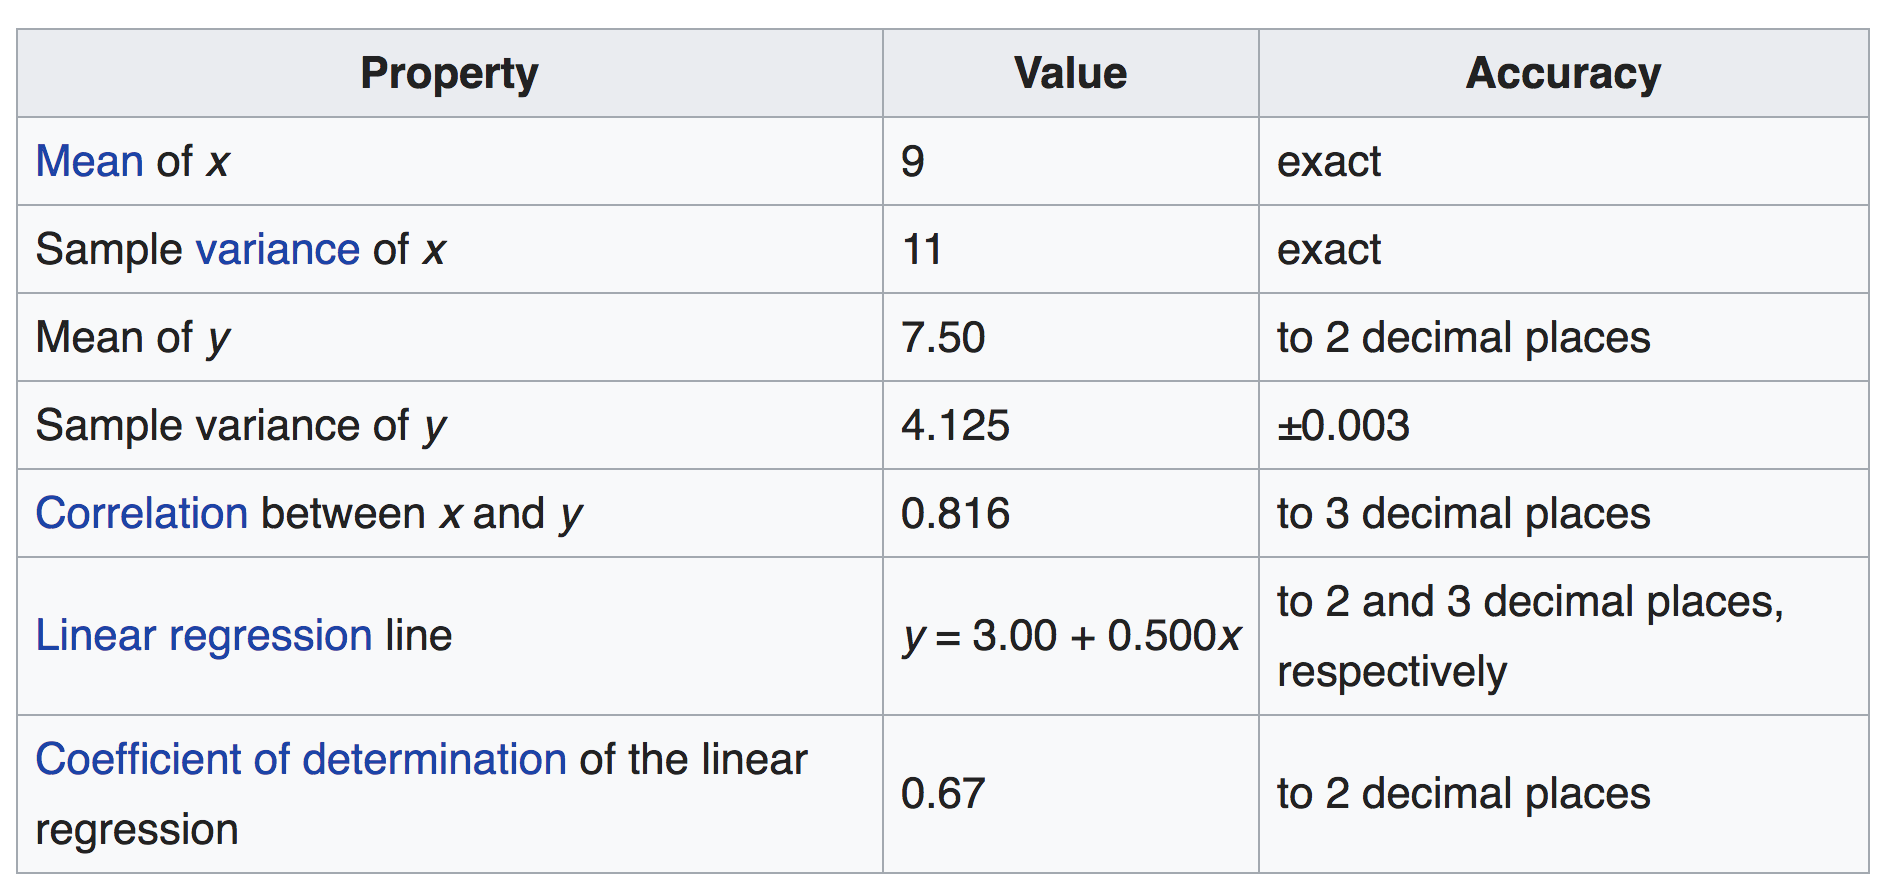 Property Value Accuracy
Mean of x 9 exact
Sample variance of x 11 exact
Mean of y 7.50 to 2 decimal places
Sample variance of y 4.125 ±0.003
Correlation between x and y 0.816 to 3 decimal places
Linear regression line y = 3.00 + 0.500x to 2 and 3 decimal places,
respectively
Coefficient of determination of the linear
regression 0.67 to 2 decimal places